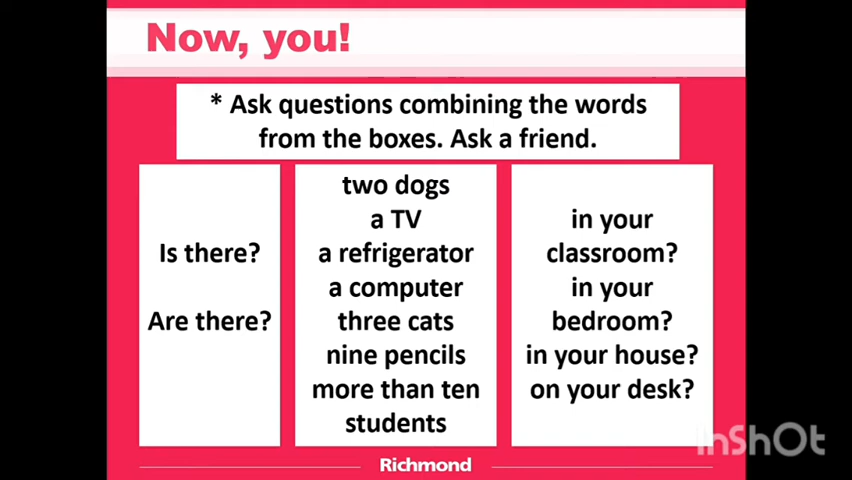 Now, you!
* Ask questions combining the words
from the boxes. Ask a friend.
Is there?
Are there?
two dogs
a TV
a refrigerator
a computer
three cats
nine pencils
more than ten
students
in your
classroom?
in your
bedroom?
in your house?
on your desk?
Richmond
InShOt